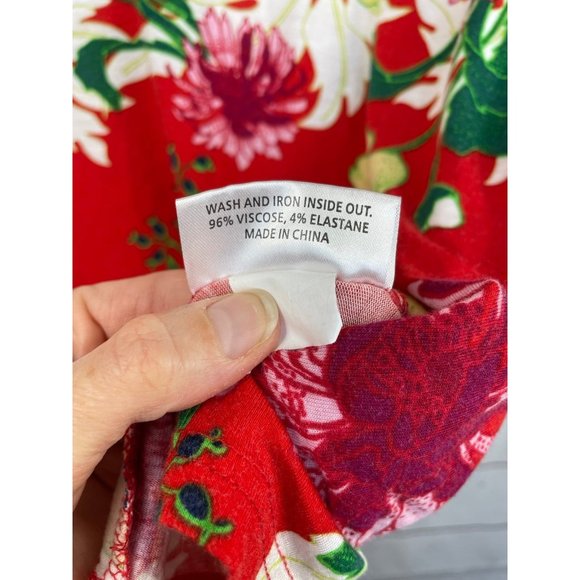 WASH AND IRON INSIDE OUT.
96% VISCOSE, 4% ELASTANE
MADE IN CHINA